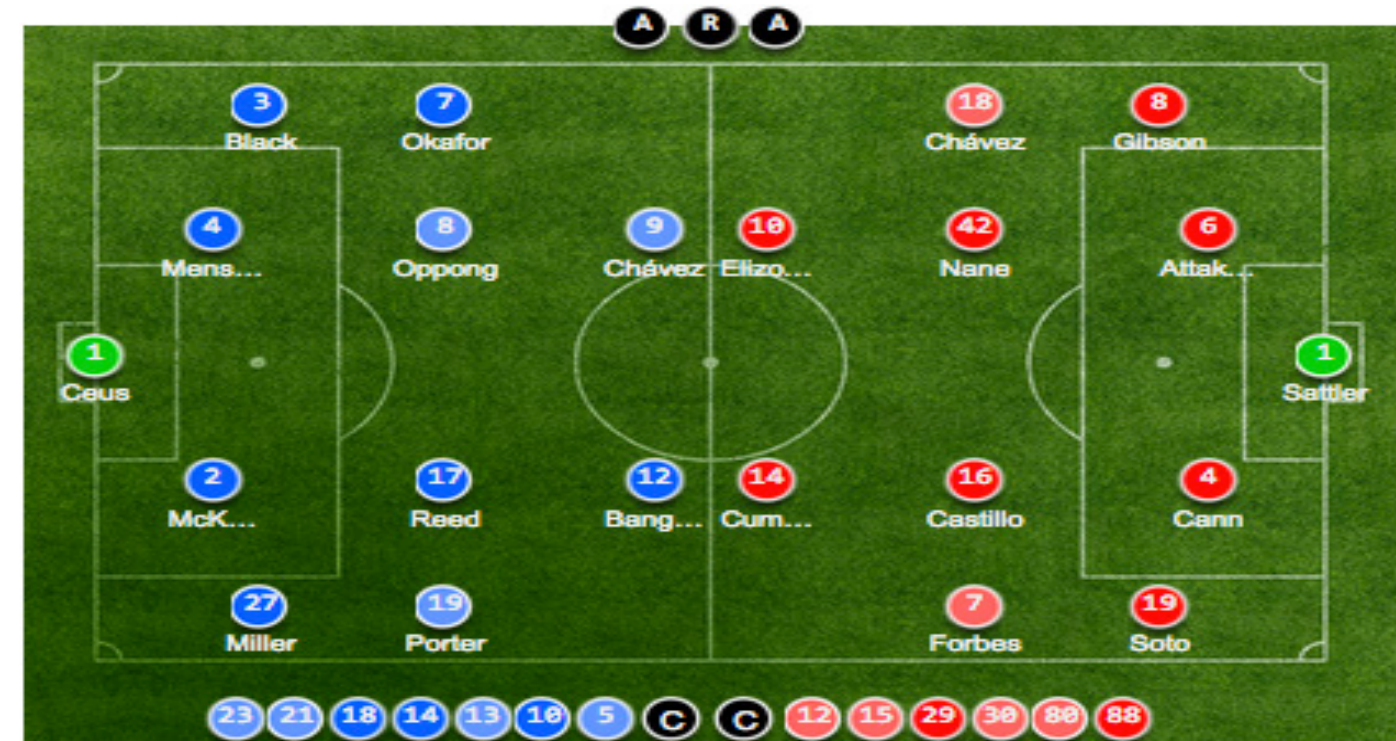 A R A
3 7 18 8
Black Okafor Chávez Gibson
4 8 9 10 42 6
Mens... Oppong Chávez Elizo... Nane Attak...
1 1
Ceus Sattler
2 17 12 14 16 4
McK... Reed Bang... Cum... Castillo Cann
27 19 7 19
Miller Porter Forbes Soto
23 21 18 14 13 10 5 C C 12 15 29 30 80 88